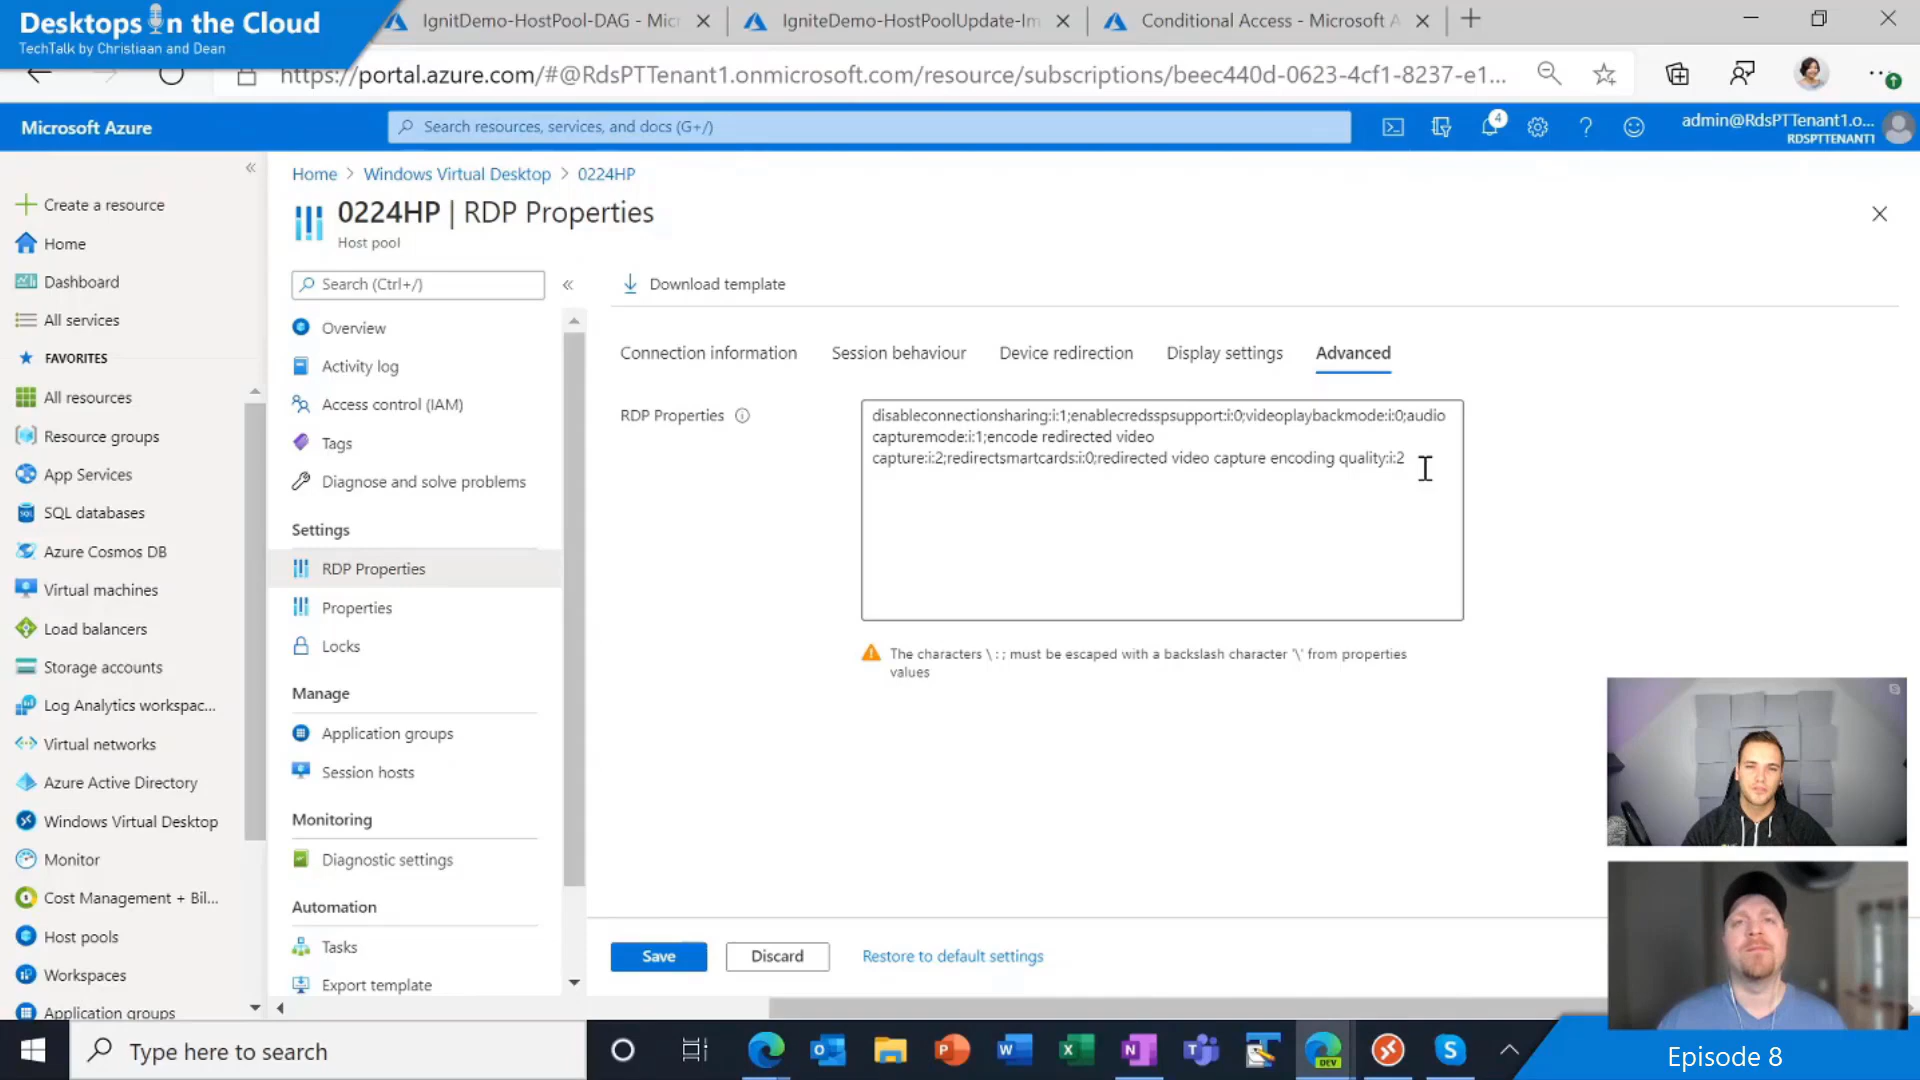 Desktops in the Cloud
TechTalk by Christiaan and Dean
IgnitDemo-HostPool-DAG - Micr
IgniteDemo-HostPoolUpdate-Im
Conditional Access - Microsoft A
https://portal.azure.com/#@RdsPTTenant1.onmicrosoft.com/resource/subscriptions/beec440d-0623-4cf1-8237-e1...
Microsoft Azure
Search resources, services, and docs (G+/)
4
admin@RdsPTTenant1.o...
RDSPTTENANT1
Create a resource
Home
Dashboard
All services
FAVORITES
All resources
Resource groups
App Services
SQL databases
Azure Cosmos DB
Virtual machines
Load balancers
Storage accounts
Log Analytics workspac...
Virtual networks
Azure Active Directory
Windows Virtual Desktop
Monitor
Cost Management + Bil...
Host pools
Workspaces
Application groups
Home > Windows Virtual Desktop > 0224HP
0224HP | RDP Properties
Host pool
Search (Ctrl+/)
Overview
Activity log
Access control (IAM)
Tags
Diagnose and solve problems
Settings
RDP Properties
Properties
Locks
Manage
Application groups
Session hosts
Monitoring
Diagnostic settings
Automation
Tasks
Export template
Download template
Connection information
Session behaviour
Device redirection
Display settings
Advanced
RDP Properties
disableconnectionsharing:i:1;enablecredsspsupport:i:0;videoplaybackmode:i:0;audio
capturemode:i:1;encode redirected video
capture:i:2;redirectsmartcards:i:0;redirected video capture encoding quality:i:2
The characters \ : ; must be escaped with a backslash character '\' from properties
values
Save
Discard
Restore to default settings
Type here to search
DEV
Episode 8